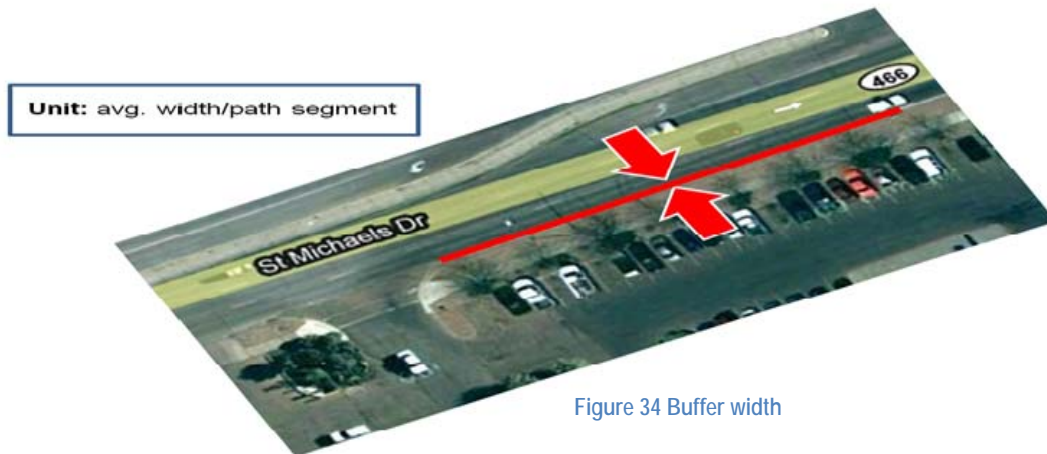 Unit: avg. width/path segment
466
St Michaels Dr
Figure 34 Buffer width